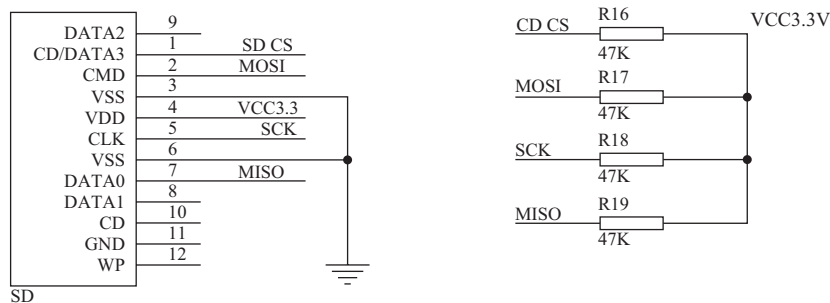 DATA2 9
CD/DATA3 1 SD CS
CMD 2 MOSI
VSS 3
VDD 4 VCC3.3
CLK 5 SCK
VSS 6
DATA0 7 MISO
DATA1 8
CD 10
GND 11
WP 12
SD
CD CS R16 VCC3.3V
47K
MOSI R17
47K
SCK R18
47K
MISO R19
47K